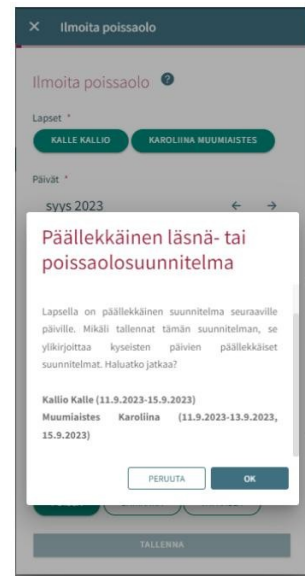 Ilmoita poissaolo
Ilmoita poissaolo ?
Lapset *
KALLE KALLIO KAROLIINA MUUMIAISTES
Päivät *
syys 2023
Päällekkäinen läsnä- tai
poissaolosuunnitelma
Lapsella on päällekkäinen suunnitelma seuraaville
päiville. Mikäli tallennat tämän suunnitelman, se
ylikirjoittaa kyseisten päivien päällekkäiset
suunnitelmat. Haluatko jatkaa?
Kallio Kalle (11.9.2023-15.9.2023)
Muumiaistes Karoliina (11.9.2023-13.9.2023,
15.9.2023)
PERUUTA OK
TALLENNA